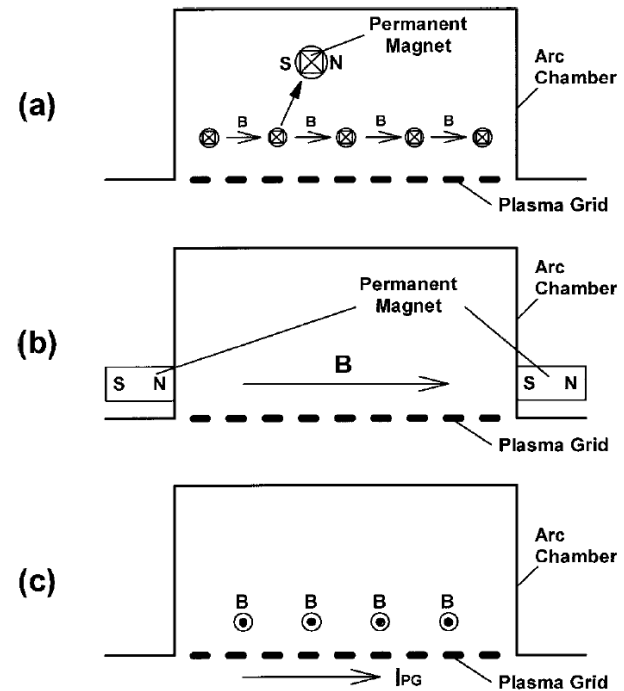 (a)
Permanent
Magnet
S N
Arc
Chamber
B B B B
Plasma Grid
(b)
Permanent
Magnet
Arc
Chamber
B
S N
S N
Plasma Grid
(c)
Arc
Chamber
B B B B
Plasma Grid
IPG